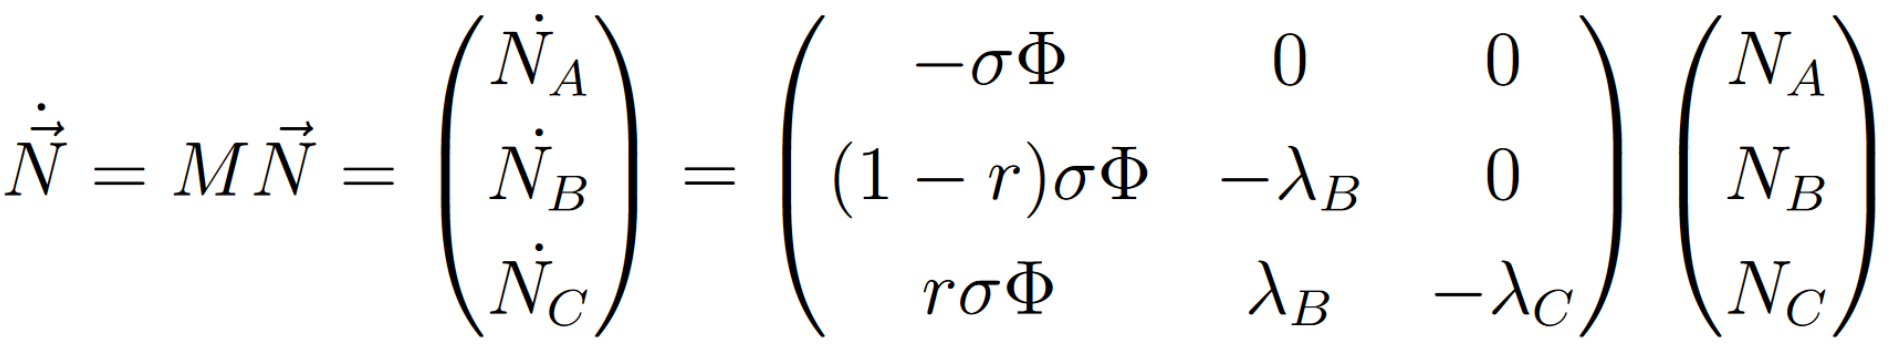 $\dot{\vec{N}} = M\vec{N} = \begin{pmatrix} \dot{N}_A \\ \dot{N}_B \\ \dot{N}_C \end{pmatrix} = \begin{pmatrix} -\sigma\Phi & 0 & 0 \\ (1-r)\sigma\Phi & -\lambda_B & 0 \\ r\sigma\Phi & \lambda_B & -\lambda_C \end{pmatrix} \begin{pmatrix} N_A \\ N_B \\ N_C \end{pmatrix}$